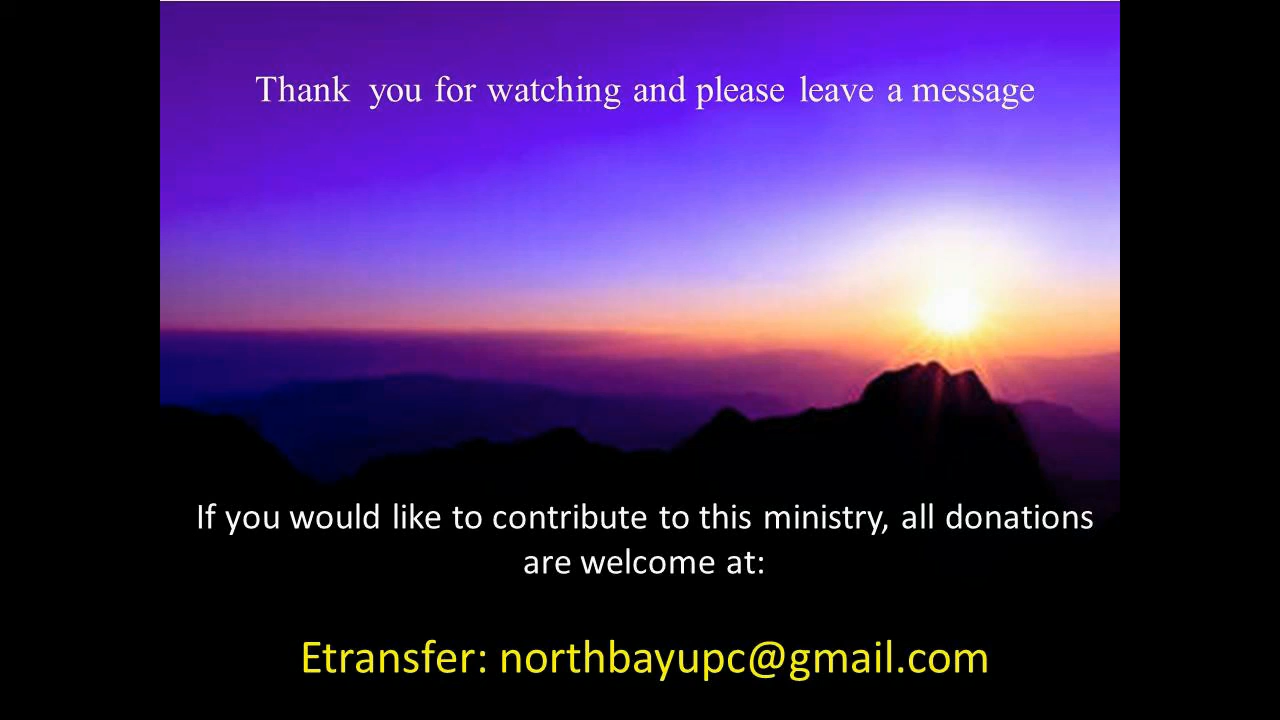 Thank you for watching and please leave a message
If you would like to contribute to this ministry, all donations
are welcome at:
Etransfer: northbayupc@gmail.com